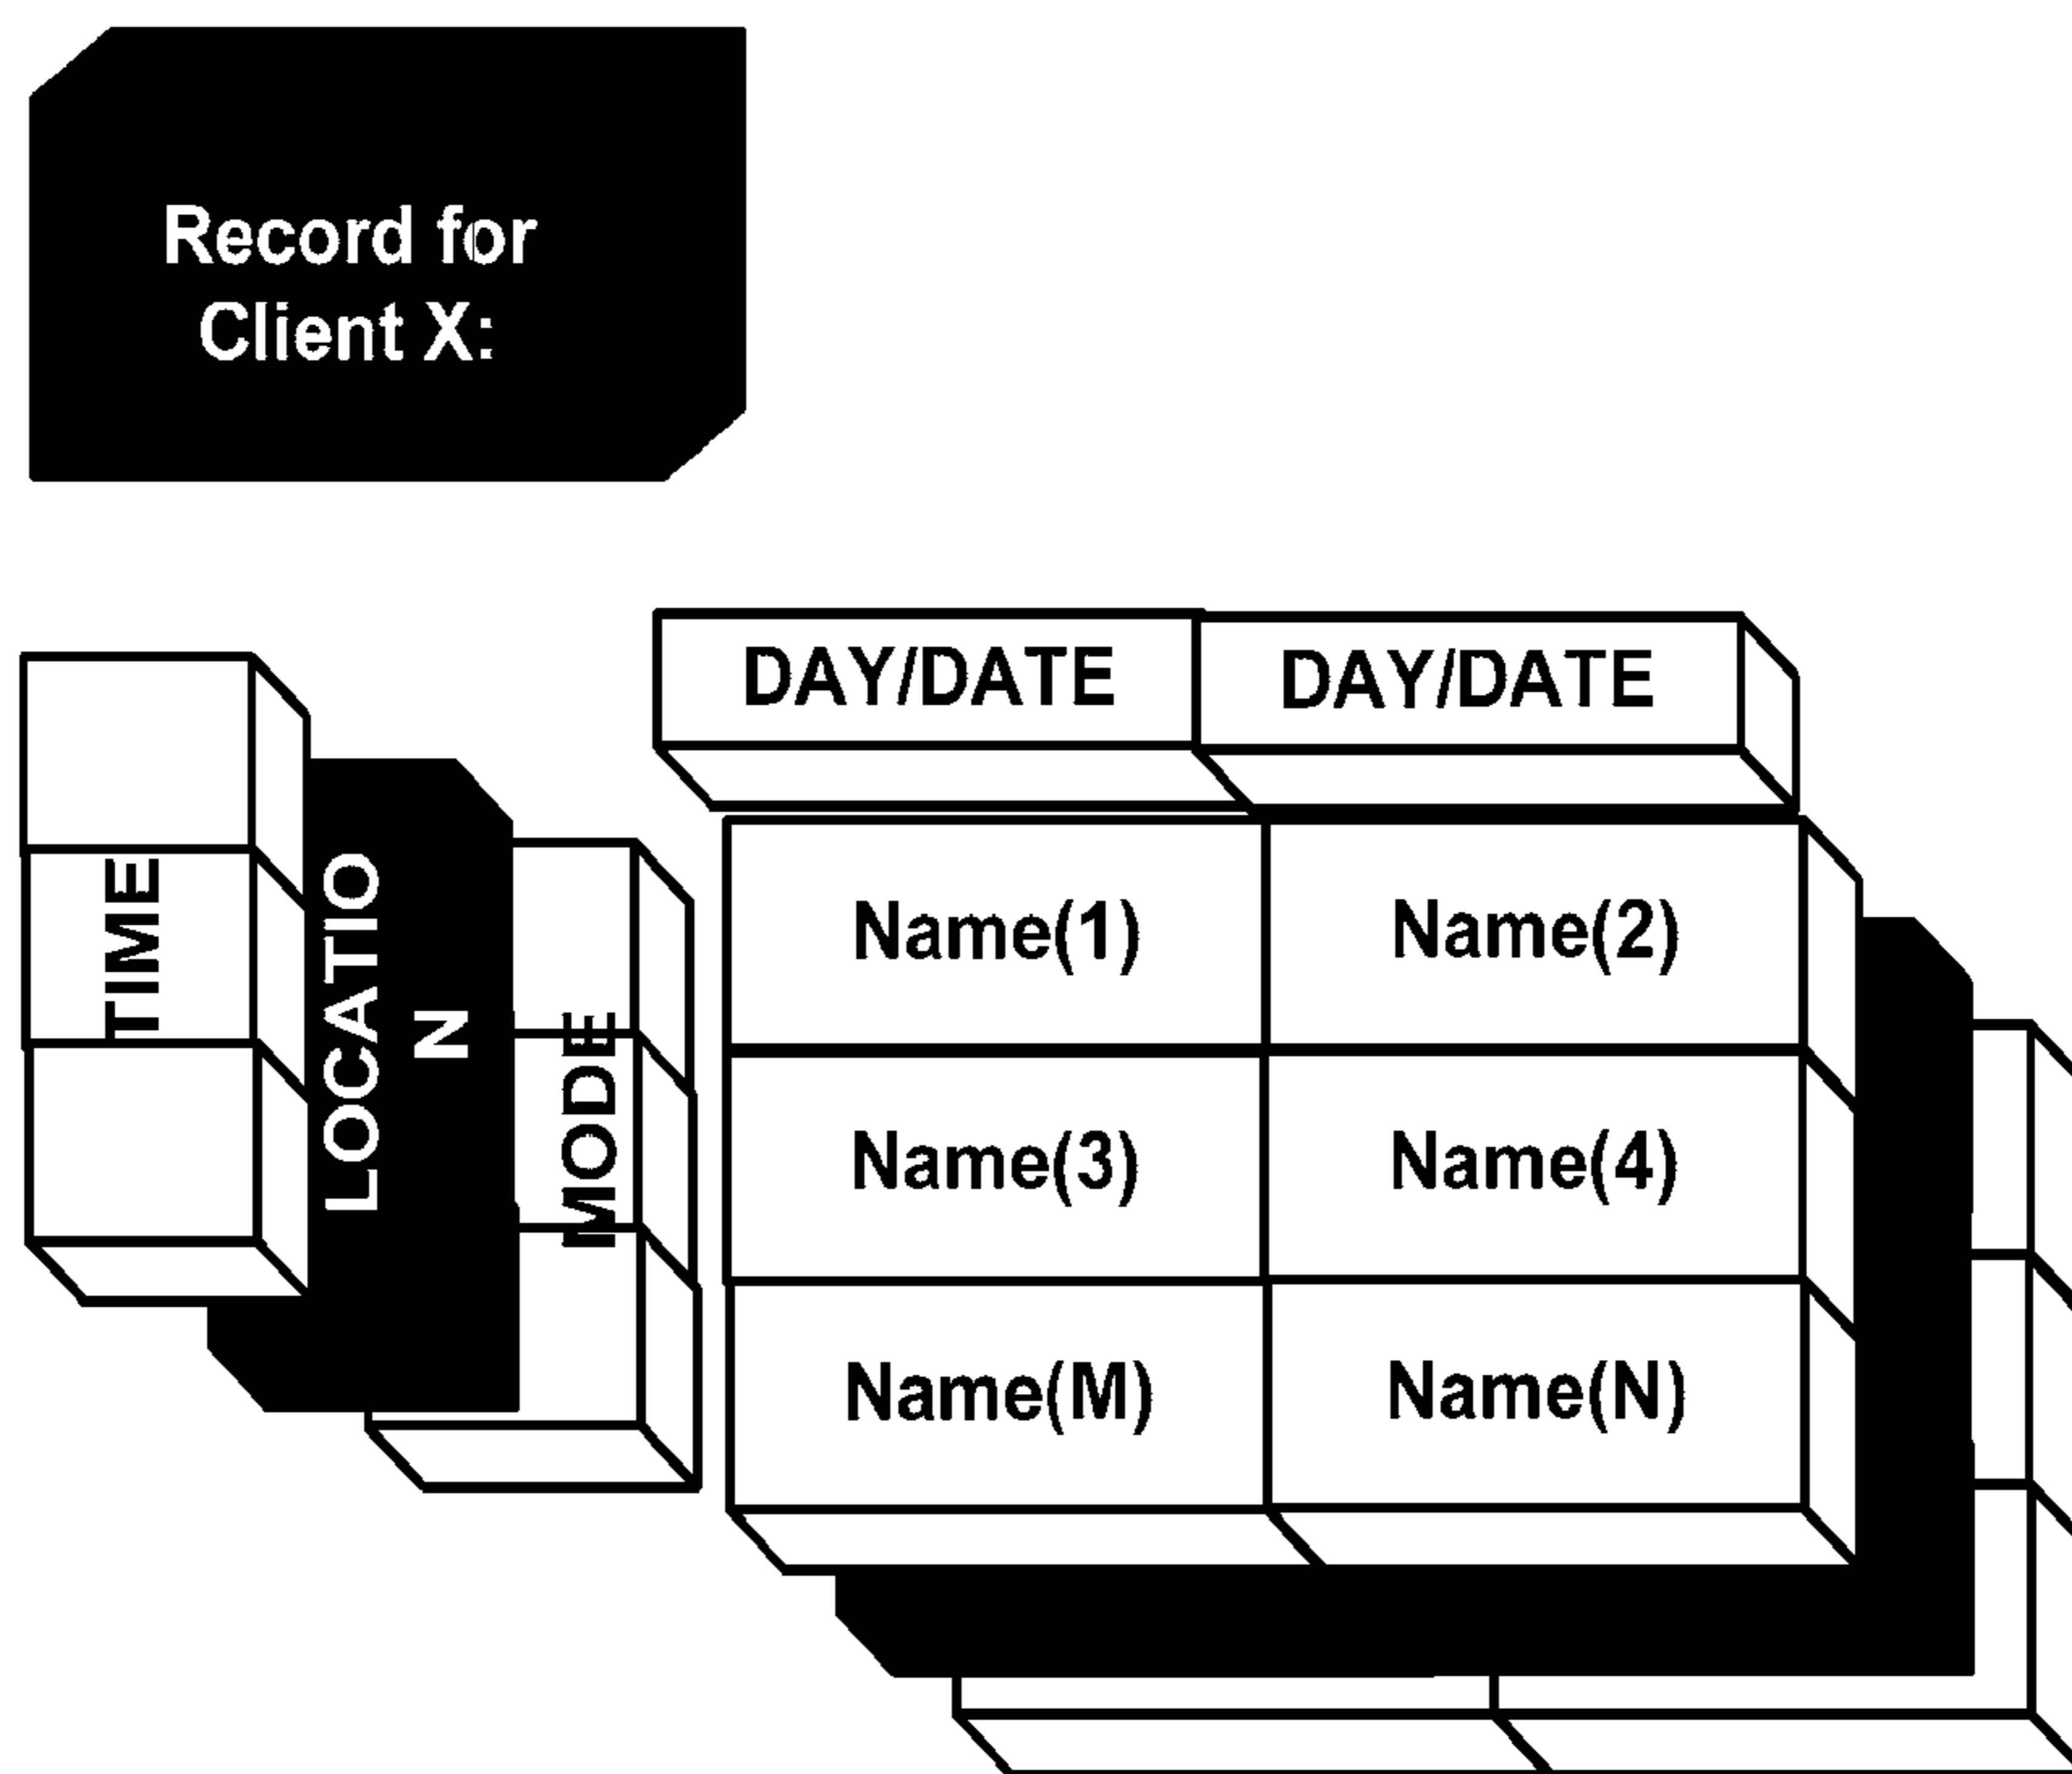 Record for
Client X:
DAY/DATE
DAY/DATE
TIME
LOCATIO
N
MODE
Name(1)
Name(2)
Name(3)
Name(4)
Name(M)
Name(N)